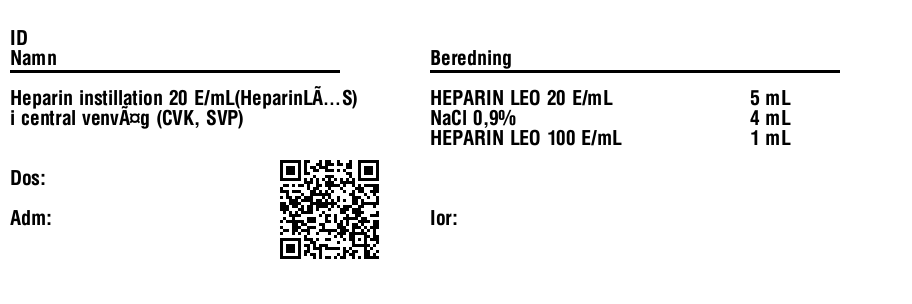 ID
Namn
Beredning
Heparin instillation 20 E/mL(HeparinLÃ…S)
i central venvÃ¤g (CVK, SVP)
HEPARIN LEO 20 E/mL 5 mL
NaCl 0,9% 4 mL
HEPARIN LEO 100 E/mL 1 mL
Dos:
Adm:
Ior: